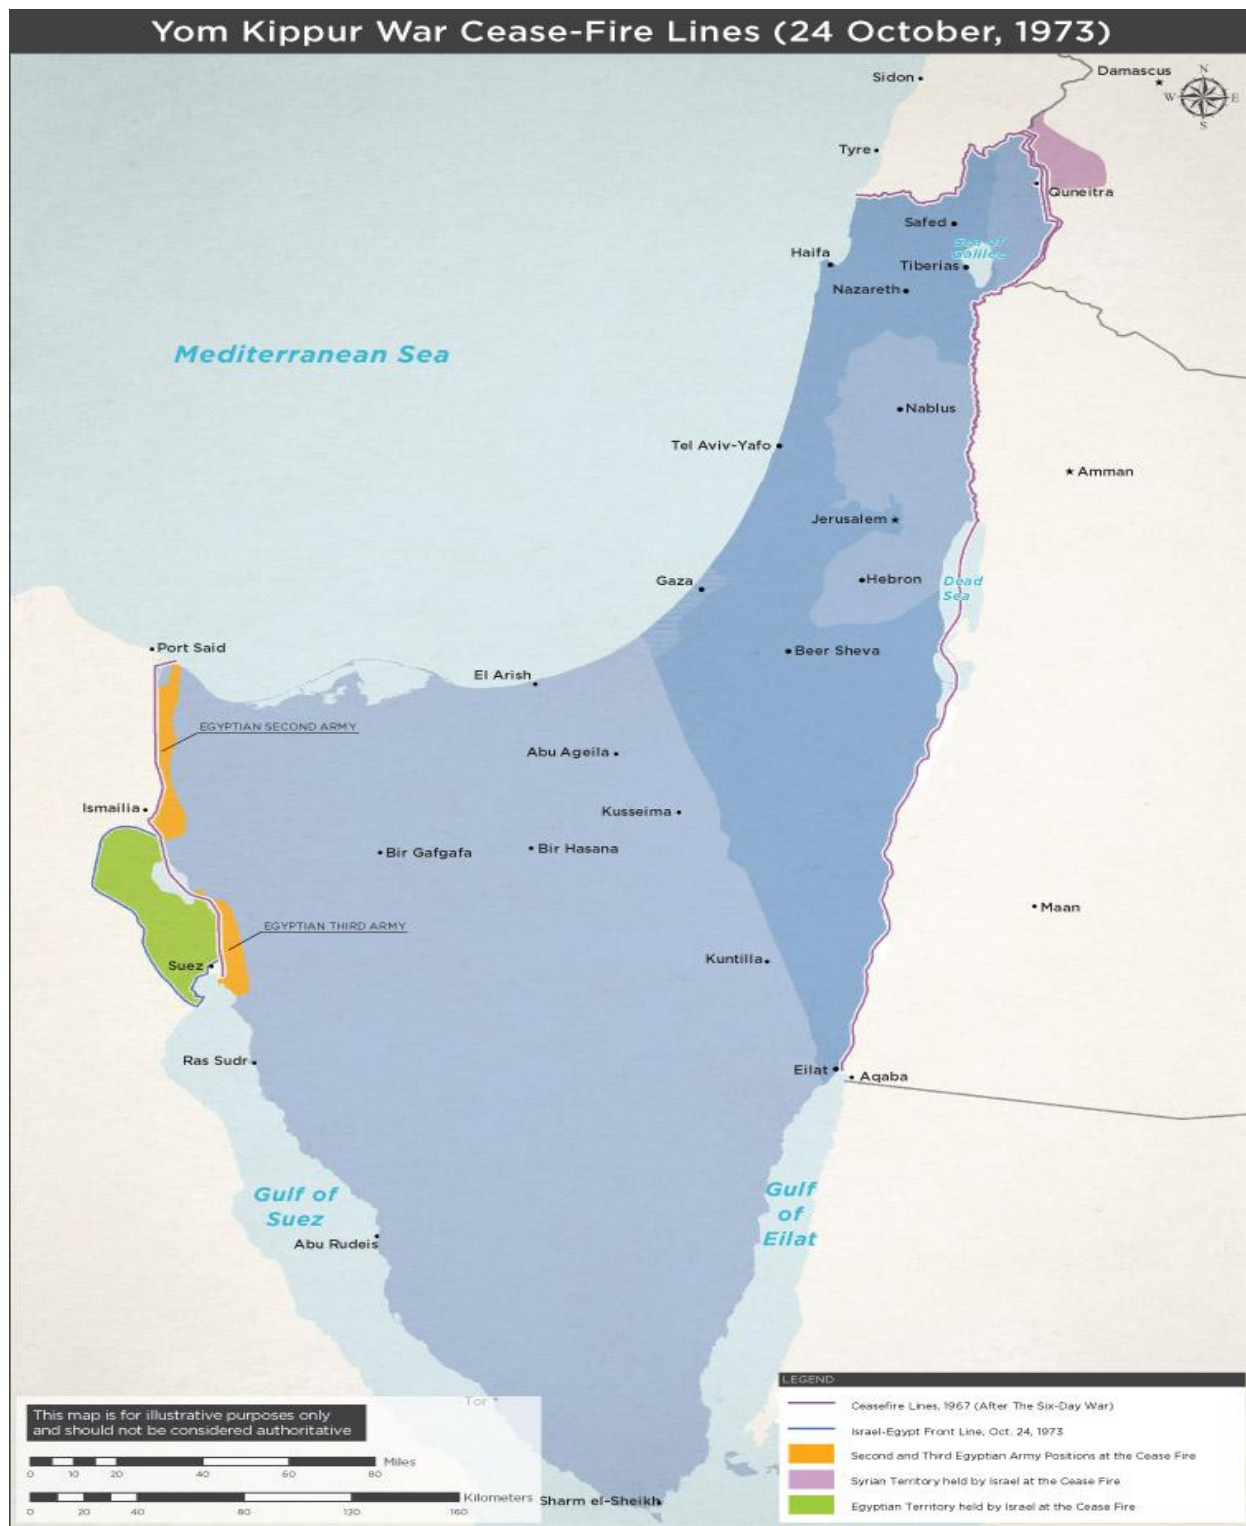 Yom Kippur War Cease-Fire Lines (24 October, 1973)
Damascus
N
W
E
S
Sidon
Tyre
Quneitra
Safed
Sea of
Galilee
Haifa
Tiberias
Nazareth
Mediterranean Sea
Nablus
Tel Aviv-Yafo
Amman
Jerusalem
Gaza
Hebron
Dead
Sea
Port Said
Beer Sheva
El Arish
EGYPTIAN SECOND ARMY
Abu Ageila
Ismailia
Kusseima
Bir Gafgafa
Bir Hasana
Maan
EGYPTIAN THIRD ARMY
Suez
Kuntilla
Ras Sudr
Eilat
Aqaba
Gulf of
Suez
Gulf
of
Eilat
Abu Rudeis
Tor
Sharm el-Sheikh
This map is for illustrative purposes only
and should not be considered authoritative
Miles
0 10 20 40 60 80
Kilometers
0 20 40 80 120 160
LEGEND
Ceasefire Lines, 1967 (After The Six-Day War)
Israel-Egypt Front Line, Oct. 24, 1973
Second and Third Egyptian Army Positions at the Cease Fire
Syrian Territory held by Israel at the Cease Fire
Egyptian Territory held by Israel at the Cease Fire